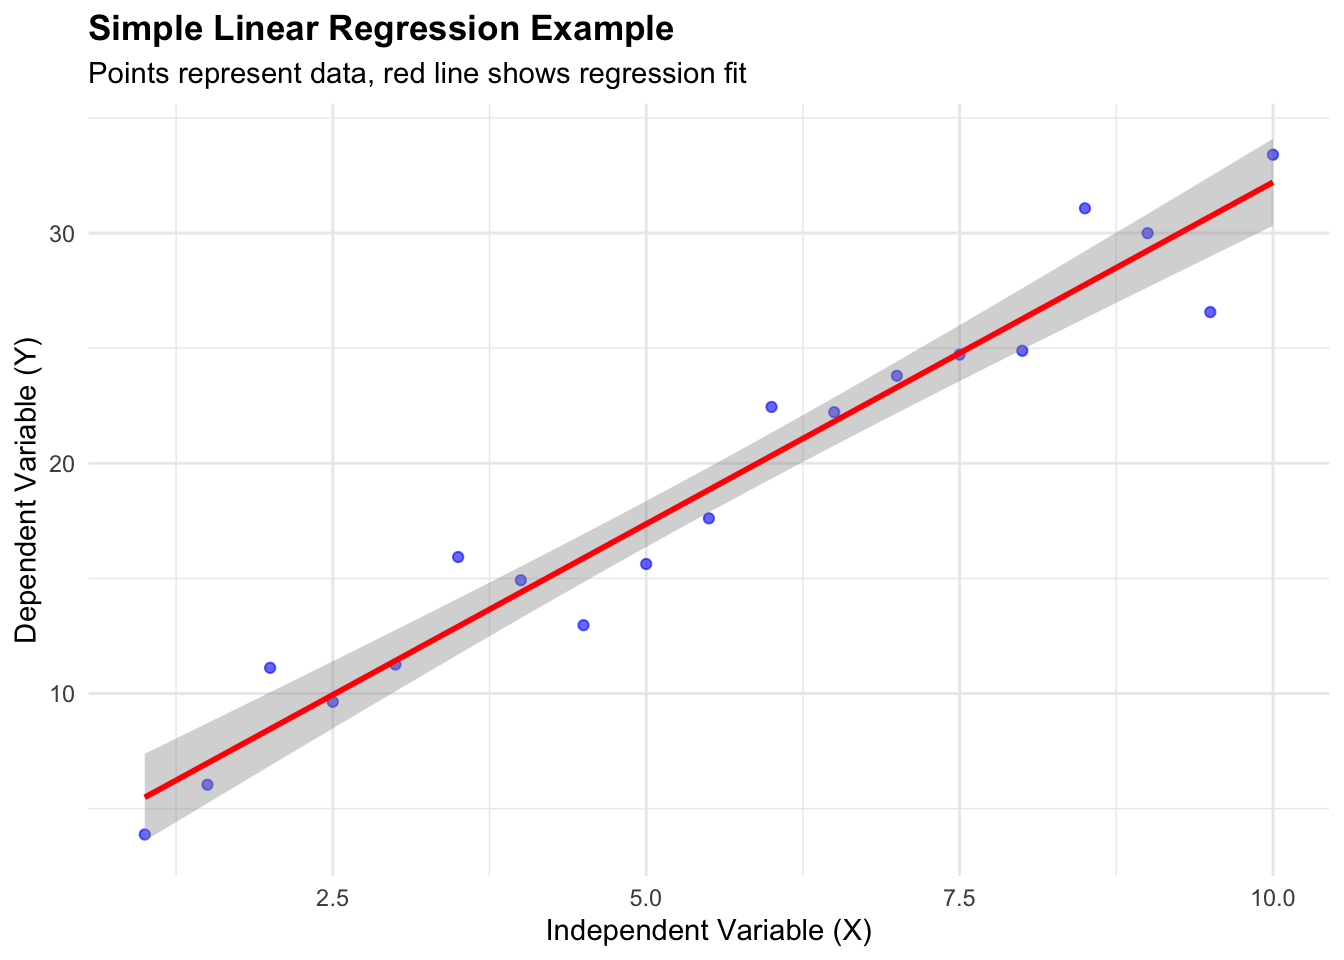 Simple Linear Regression Example
Points represent data, red line shows regression fit
Dependent Variable (Y)
30
20
10
2.5 5.0 7.5 10.0
Independent Variable (X)